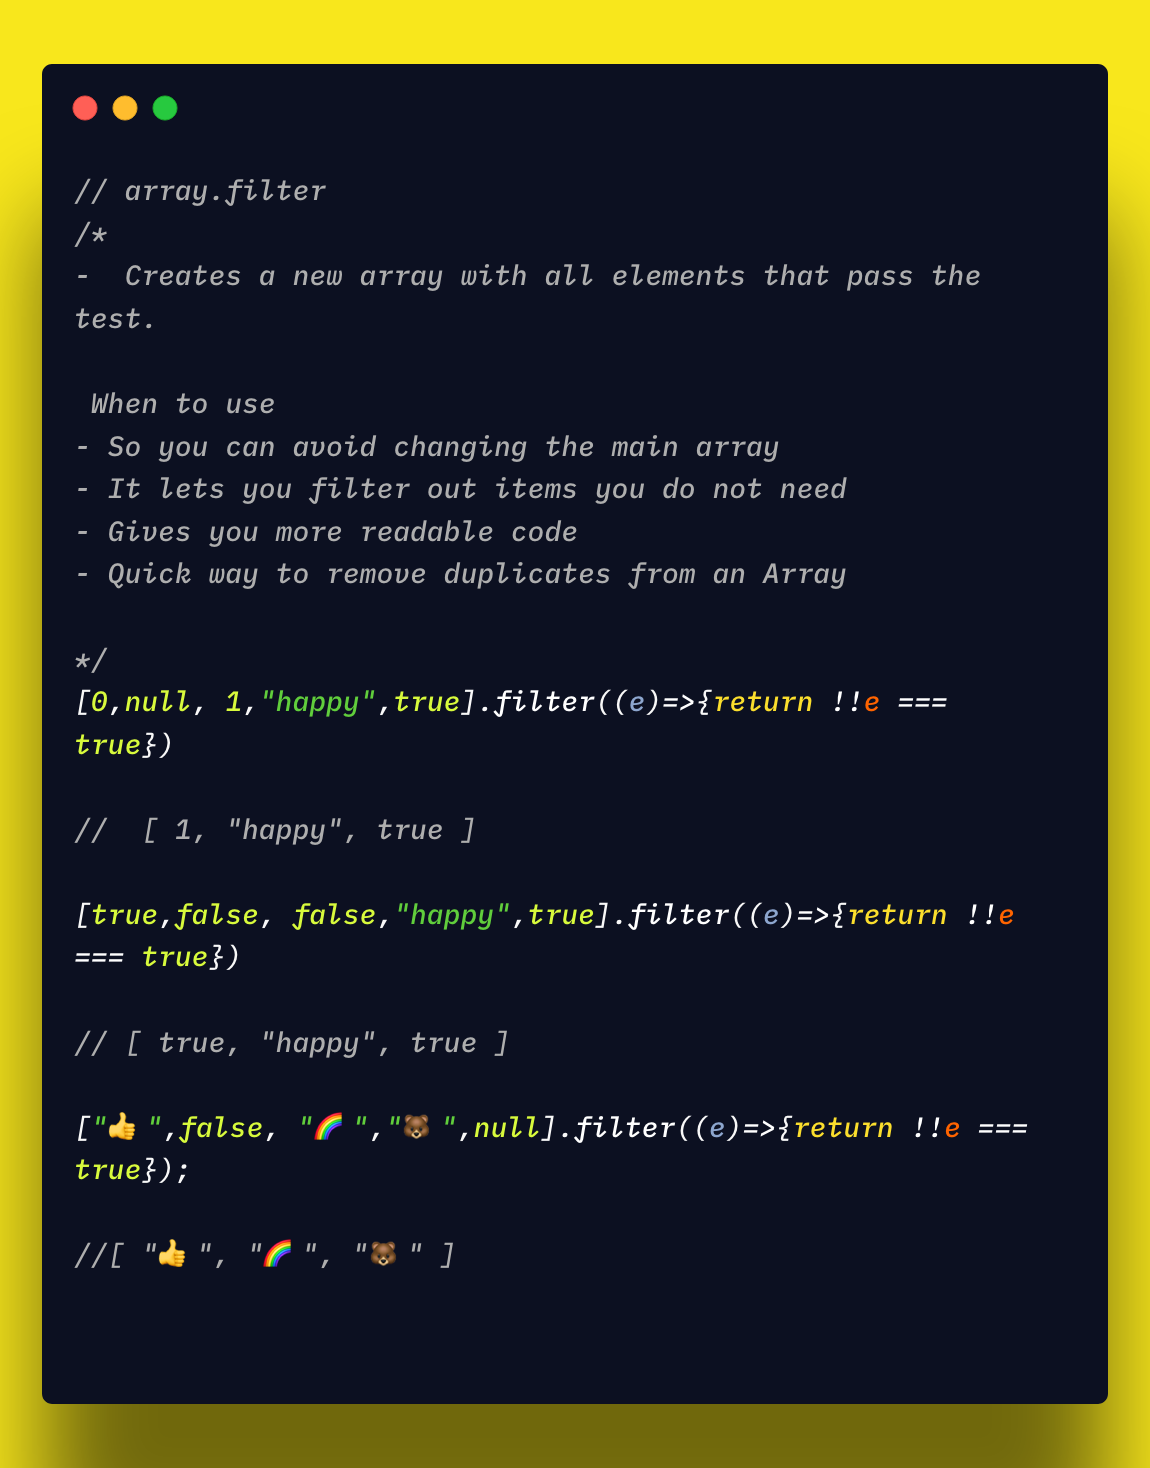 // array.filter
/*
-  Creates a new array with all elements that pass the
test.
 When to use
- So you can avoid changing the main array
- It lets you filter out items you do not need
- Gives you more readable code
- Quick way to remove duplicates from an Array
*/
[0,null, 1,"happy",true].filter((e)=>{return !!e ===
true})
//  [ 1, "happy", true ]
[true,false, false,"happy",true].filter((e)=>{return !!e
=== true})
// [ true, "happy", true ]
["👍 ",false, "🌈 ","🐻 ",null].filter((e)=>{return !!e ===
true});
//[ "👍 ", "🌈 ", "🐻 " ]